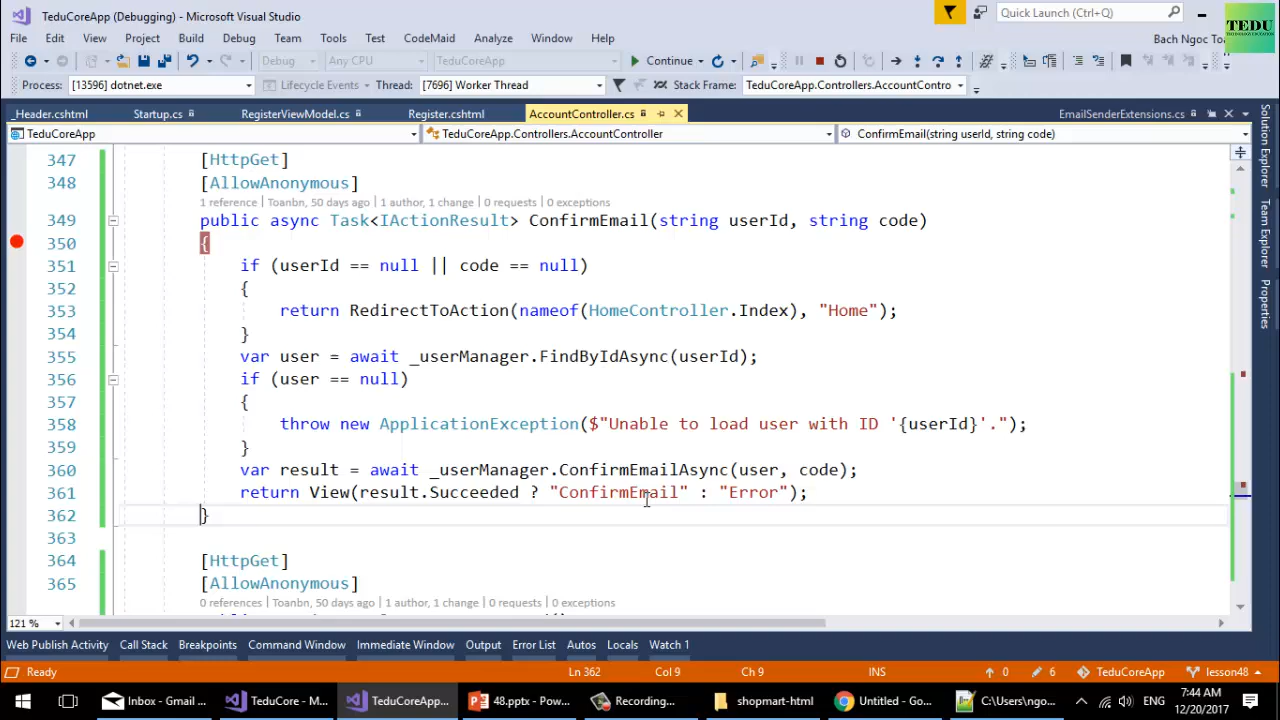 TeduCoreApp (Debugging) - Microsoft Visual Studio
Quick Launch (Ctrl+Q)
TEDU
File Edit View Project Build Debug Team Tools Test CodeMaid Analyze Window Help
Bach Ngoc Toa
Debug Any CPU TeduCoreApp Continue
Process: [13596] dotnet.exe Lifecycle Events Thread: [7696] Worker Thread Stack Frame: TeduCoreApp.Controllers.AccountContro
_Header.cshtml Startup.cs RegisterViewModel.cs Register.cshtml AccountController.cs EmailSenderExtensions.cs
TeduCoreApp TeduCoreApp.Controllers.AccountController ConfirmEmail(string userId, string code)
347 [HttpGet]
348 [AllowAnonymous]
1 reference | Toanbn, 50 days ago | 1 author, 1 change | 0 requests | 0 exceptions
349 public async Task<IActionResult> ConfirmEmail(string userId, string code)
350 {
351 if (userId == null || code == null)
352 {
353 return RedirectToAction(nameof(HomeController.Index), "Home");
354 }
355 var user = await _userManager.FindByIdAsync(userId);
356 if (user == null)
357 {
358 throw new ApplicationException($"Unable to load user with ID '{userId}'.");
359 }
360 var result = await _userManager.ConfirmEmailAsync(user, code);
361 return View(result.Succeeded ? "ConfirmEmail" : "Error");
362 }
363
364 [HttpGet]
365 [AllowAnonymous]
0 references | Toanbn, 50 days ago | 1 author, 1 change | 0 requests | 0 exceptions
Solution Explorer
Team Explorer
Properties
121 %
Web Publish Activity Call Stack Breakpoints Command Window Immediate Window Output Error List Autos Locals Watch 1
Ready Ln 362 Col 9 Ch 9 INS 0 6 TeduCoreApp lesson48
Inbox - Gmail ... TeduCore - M... TeduCoreApp... 48.pptx - Pow... Recording... shopmart-html Untitled - Go... C:\Users\ngo... ENG
7:44 AM
12/20/2017